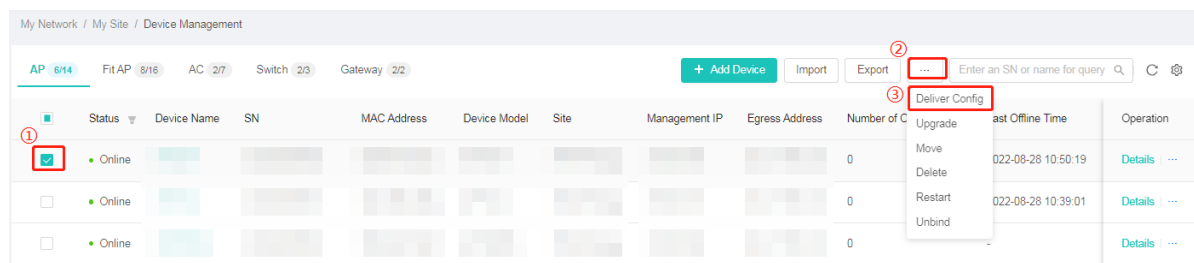 My Network / My Site / Device Management
AP 6/14 Fit AP 8/16 AC 2/7 Switch 2/3 Gateway 2/2 + Add Device Import Export ② ... Enter an SN or name for query
③ Deliver Config
Status Device Name SN MAC Address Device Model Site Management IP Egress Address Number of C ast Offline Time Operation
Upgrade
①
Move
Online 0 022-08-28 10:50:19 Details ...
Delete
Restart
Online 0 022-08-28 10:39:01 Details ...
Unbind
Online 0 - Details ...